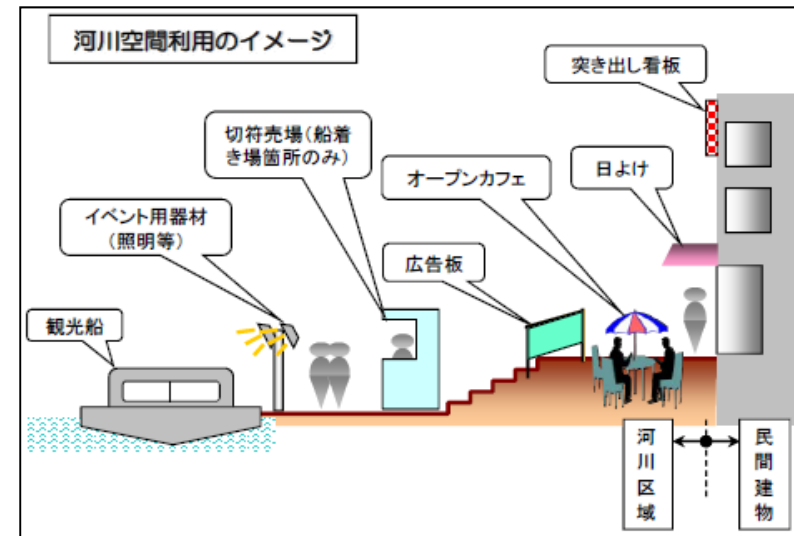 河川空間利用のイメージ
突き出し看板
切符売場(船着
き場箇所のみ)
オープンカフェ
日よけ
イベント用器材
(照明等)
広告板
観光船
河川区域
民間建物